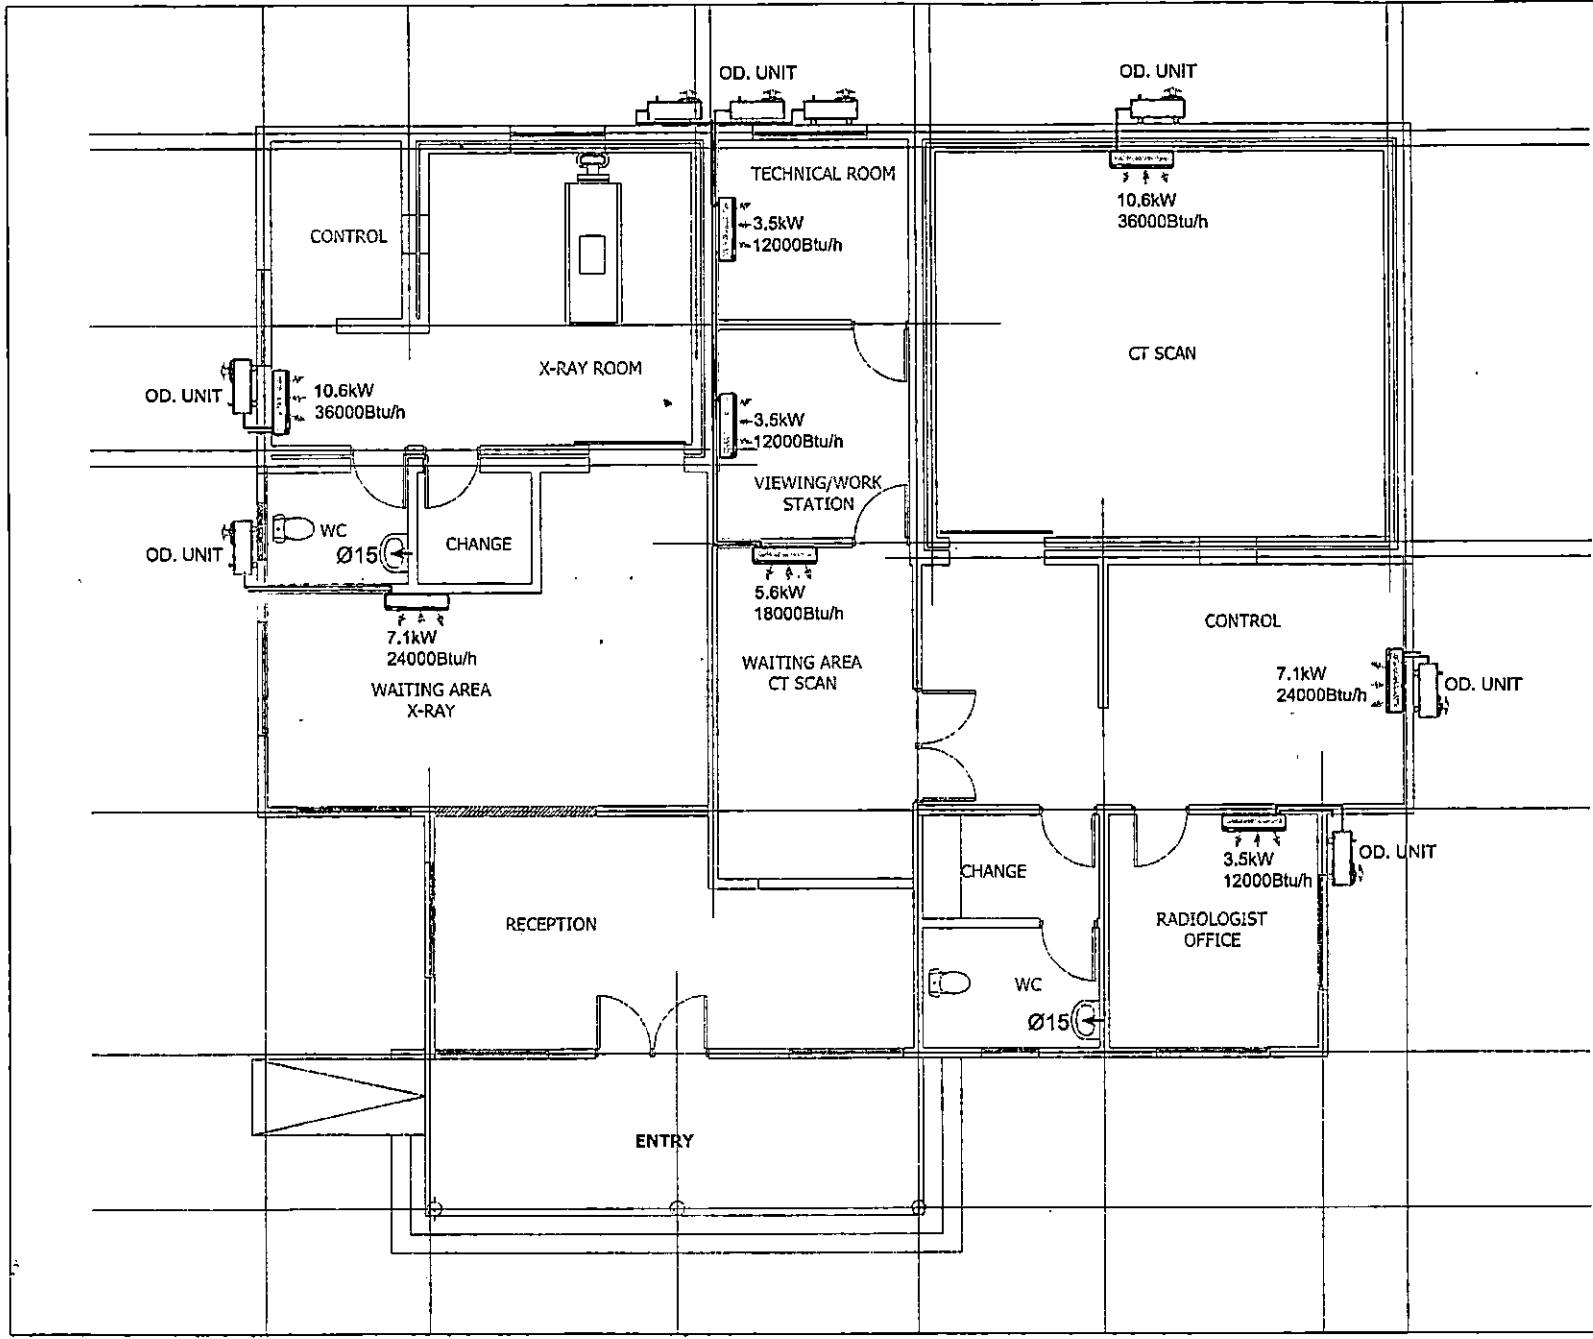 OD. UNIT
OD. UNIT
TECHNICAL ROOM
3.5kW
12000Btu/h
10.6kW
36000Btu/h
CONTROL
CT SCAN
X-RAY ROOM
OD. UNIT
10.6kW
36000Btu/h
3.5kW
12000Btu/h
VIEWING/WORK
STATION
WC
Ø15
CHANGE
OD. UNIT
5.6kW
18000Btu/h
7.1kW
24000Btu/h
WAITING AREA
X-RAY
WAITING AREA
CT SCAN
CONTROL
7.1kW
24000Btu/h
OD. UNIT
3.5kW
12000Btu/h
OD. UNIT
CHANGE
RECEPTION
RADIOLOGIST
OFFICE
WC
Ø15
ENTRY